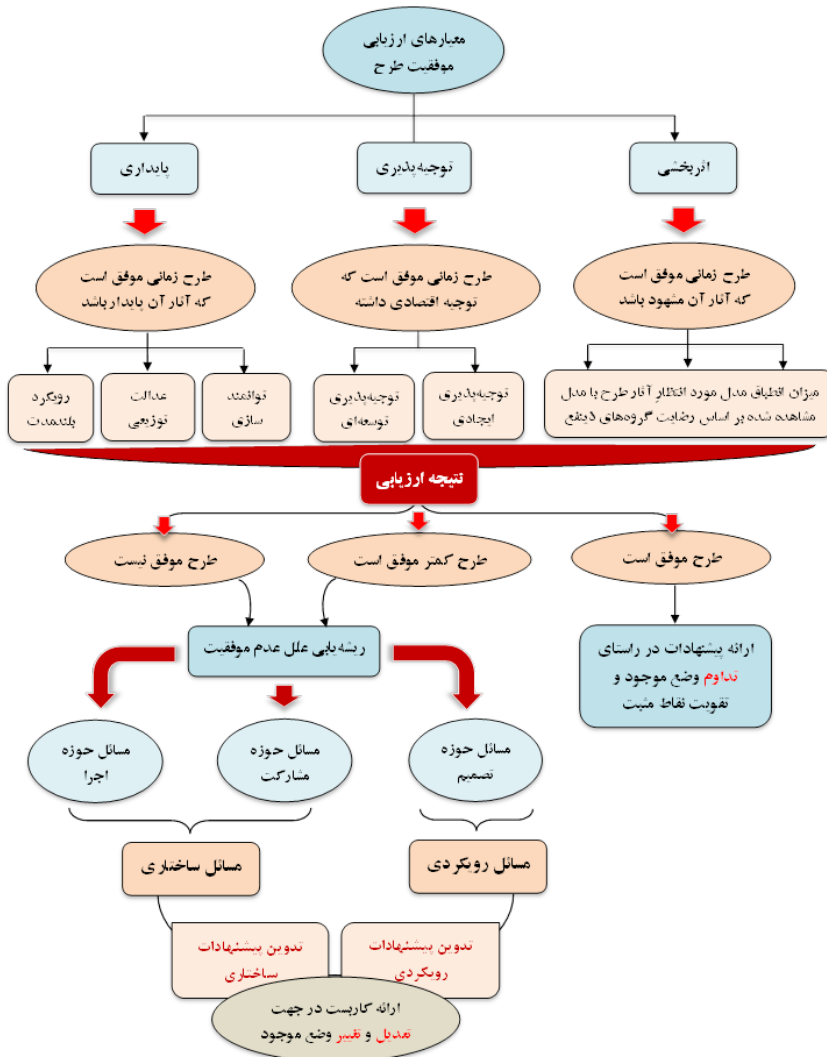 معیارهای ارزیابی
موفقیت طرح
اثربخشی
توجیه‌پذیری
پایداری
طرح زمانی موفق است
که آثار آن مشهود باشد
طرح زمانی موفق است که
توجیه اقتصادی داشته
طرح زمانی موفق است
که آثار آن پایدار باشد
میزان انطباق مدل مورد انتظارِ آثار طرح با مدل
مشاهده شده بر اساس رضایت گروه‌های ذینفع
توجیه‌پذیری
ایجادی
توجیه‌پذیری
توسعه‌ای
توانمند
سازی
عدالت
توزیعی
رویکرد
بلندمدت
نتیجه ارزیابی
طرح موفق است
طرح کمتر موفق است
طرح موفق نیست
ارائه پیشنهادات در راستای
تداوم وضع موجود و
تقویت نقاط مثبت
ریشه‌یابی علل عدم موفقیت
مسائل حوزه
تصمیم
مسائل حوزه
مشارکت
مسائل حوزه
اجرا
مسائل رویکردی
مسائل ساختاری
تدوین پیشنهادات
رویکردی
تدوین پیشنهادات
ساختاری
ارائه کاربست در جهت
تعدیل و تغییر وضع موجود